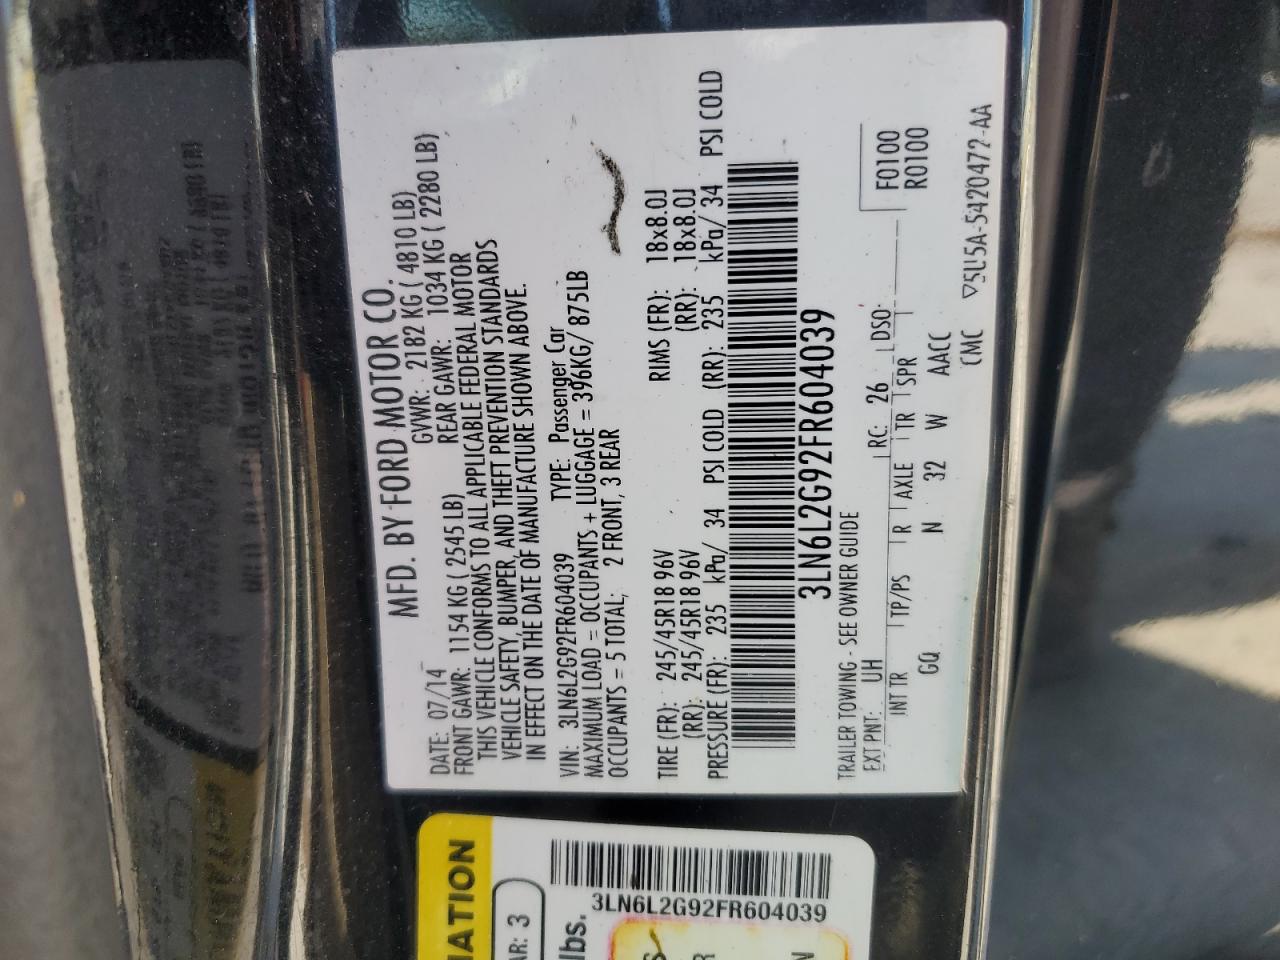 MFD. BY FORD MOTOR CO.
DATE: 07/14 GVWR: 2182 KG ( 4810 LB)
FRONT GAWR: 1154 KG ( 2545 LB) REAR GAWR: 1034 KG ( 2280 LB)
THIS VEHICLE CONFORMS TO ALL APPLICABLE FEDERAL MOTOR
VEHICLE SAFETY, BUMPER, AND THEFT PREVENTION STANDARDS
IN EFFECT ON THE DATE OF MANUFACTURE SHOWN ABOVE.
VIN: 3LN6L2G92FR604039 TYPE: Passenger Car
MAXIMUM LOAD = OCCUPANTS + LUGGAGE = 396KG/ 875LB
OCCUPANTS = 5 TOTAL; 2 FRONT, 3 REAR
TIRE (FR): 245/45R18 96V RIMS (FR): 18x8.0J
(RR): 245/45R18 96V (RR): 18x8.0J
PRESSURE (FR): 235 kPa/ 34 PSI COLD (RR): 235 kPa/ 34 PSI COLD
3LN6L2G92FR604039
TRAILER TOWING - SEE OWNER GUIDE F0100
EXT PNT: UH RC: 26 DSO: R0100
INT TR TP/PS R AXLE TR SPR
GQ N 32 W AACC
CMC
▽5U5A-5420472-AA
MATION
AR: 3
lbs.
3LN6L2G92FR604039
R
N